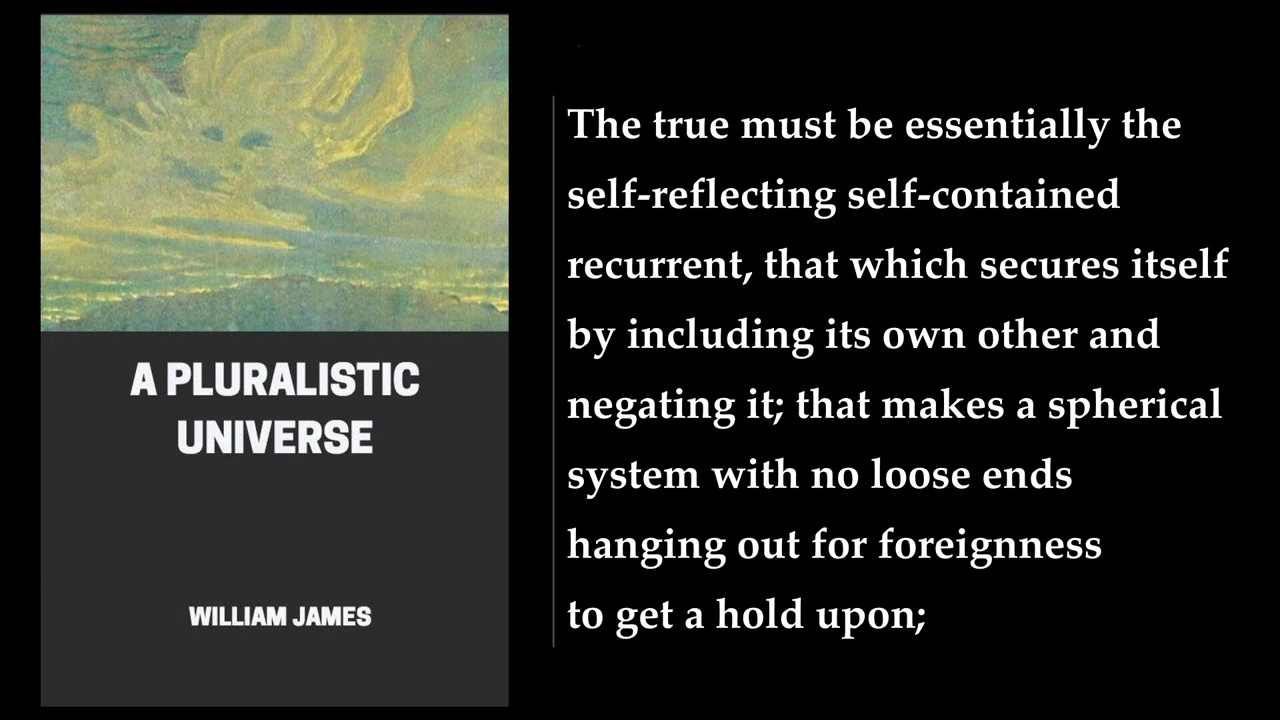 A PLURALISTIC
UNIVERSE
WILLIAM JAMES
The true must be essentially the
self-reflecting self-contained
recurrent, that which secures itself
by including its own other and
negating it; that makes a spherical
system with no loose ends
hanging out for foreignness
to get a hold upon;